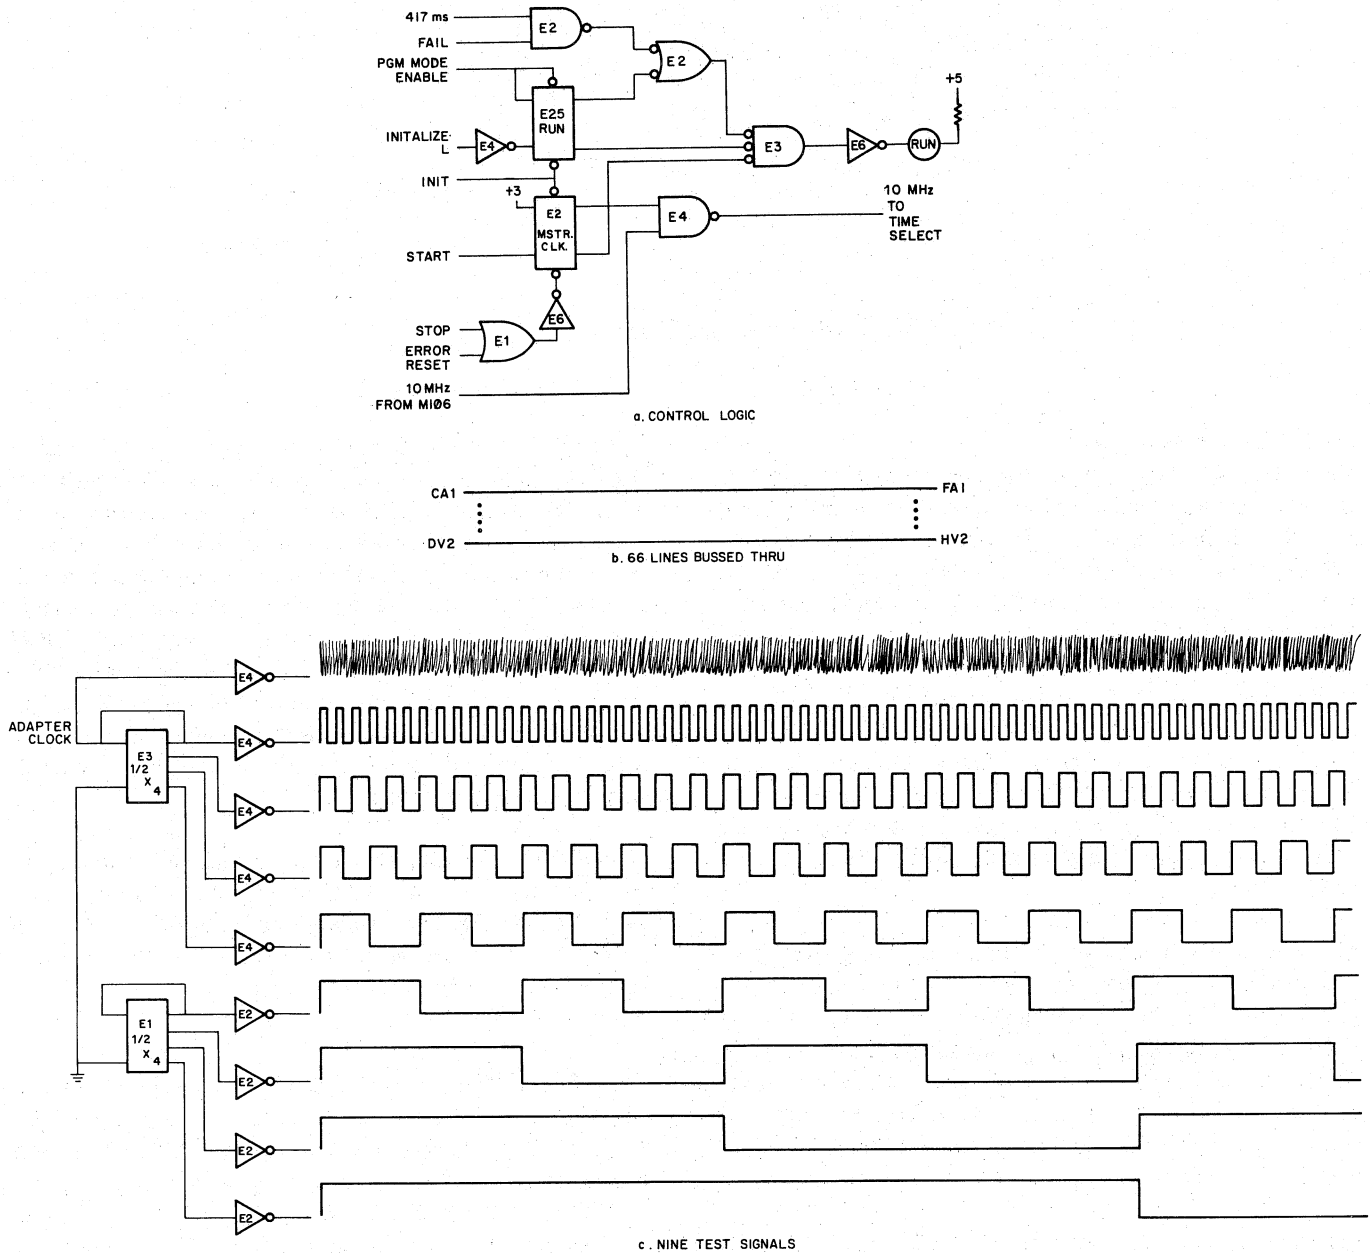 417 ms
E2
FAIL
PGM MODE
ENABLE
E2
+5
E25
RUN
INITALIZE
L
E4
E3
E6
RUN
INIT
+3
E2
MSTR.
CLK.
E4
10 MHz
TO
TIME
SELECT
START
E6
STOP
E1
ERROR
RESET
10 MHz
FROM M1Ø6
a. CONTROL LOGIC
CA1
FA1
DV2
HV2
b. 66 LINES BUSSED THRU
E4
ADAPTER
CLOCK
E4
E3
1/2
X 4
E4
E4
E4
E2
E1
1/2
X 4
E2
E2
E2
c. NINE TEST SIGNALS